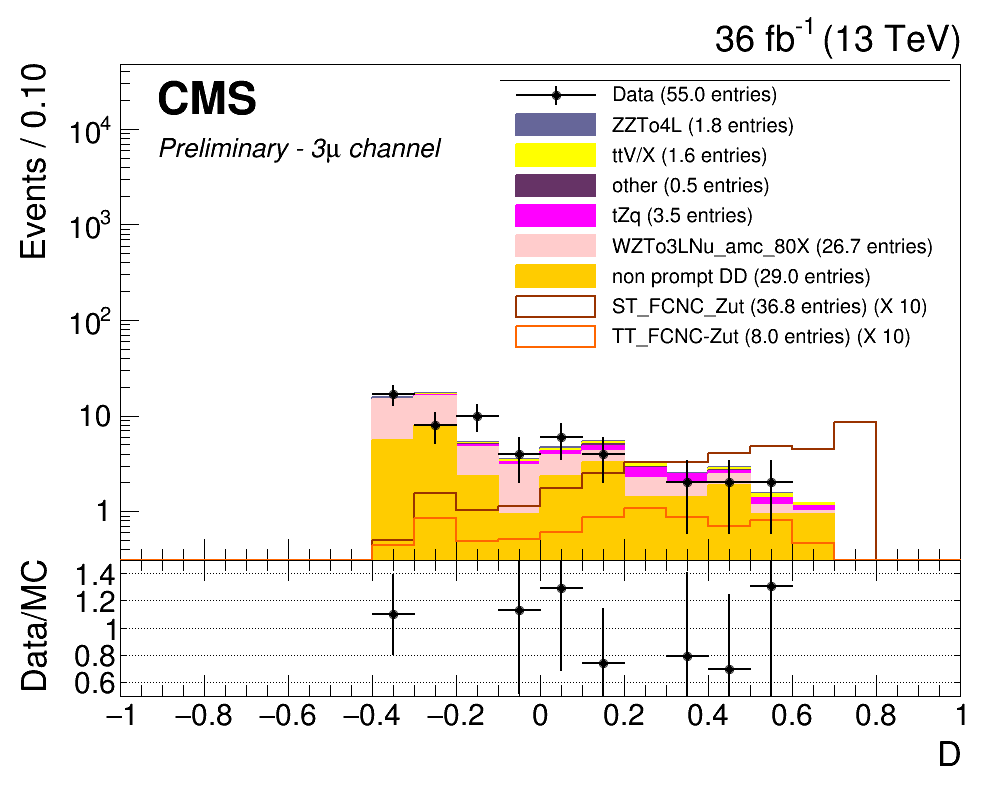 36 fb-1 (13 TeV)
CMS
Preliminary - 3μ channel
Data (55.0 entries)
ZZTo4L (1.8 entries)
ttV/X (1.6 entries)
other (0.5 entries)
tZq (3.5 entries)
WZTo3LNu_amc_80X (26.7 entries)
non prompt DD (29.0 entries)
ST_FCNC_Zut (36.8 entries) (X 10)
TT_FCNC-Zut (8.0 entries) (X 10)
Events / 0.10
10^4
10^3
10^2
10
1
Data/MC
1.4
1.2
1
0.8
0.6
−1 −0.8 −0.6 −0.4 −0.2 0 0.2 0.4 0.6 0.8 1
D